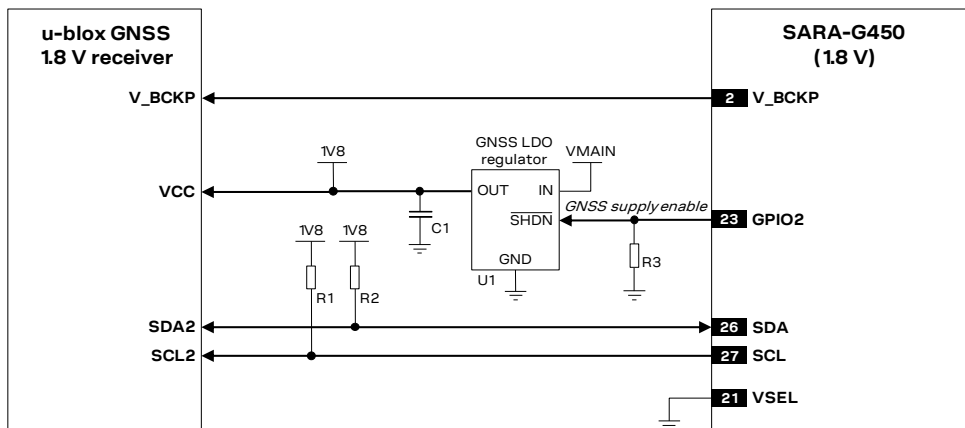 u-blox GNSS
1.8 V receiver
SARA-G450
(1.8 V)
V_BCKP
2 V_BCKP
GNSS LDO
regulator
1V8
VMAIN
VCC
OUT IN
GNSS supply enable
SHDN
23 GPIO2
C1
1V8 1V8
GND
R3
U1
R1 R2
SDA2
26 SDA
SCL2
27 SCL
21 VSEL